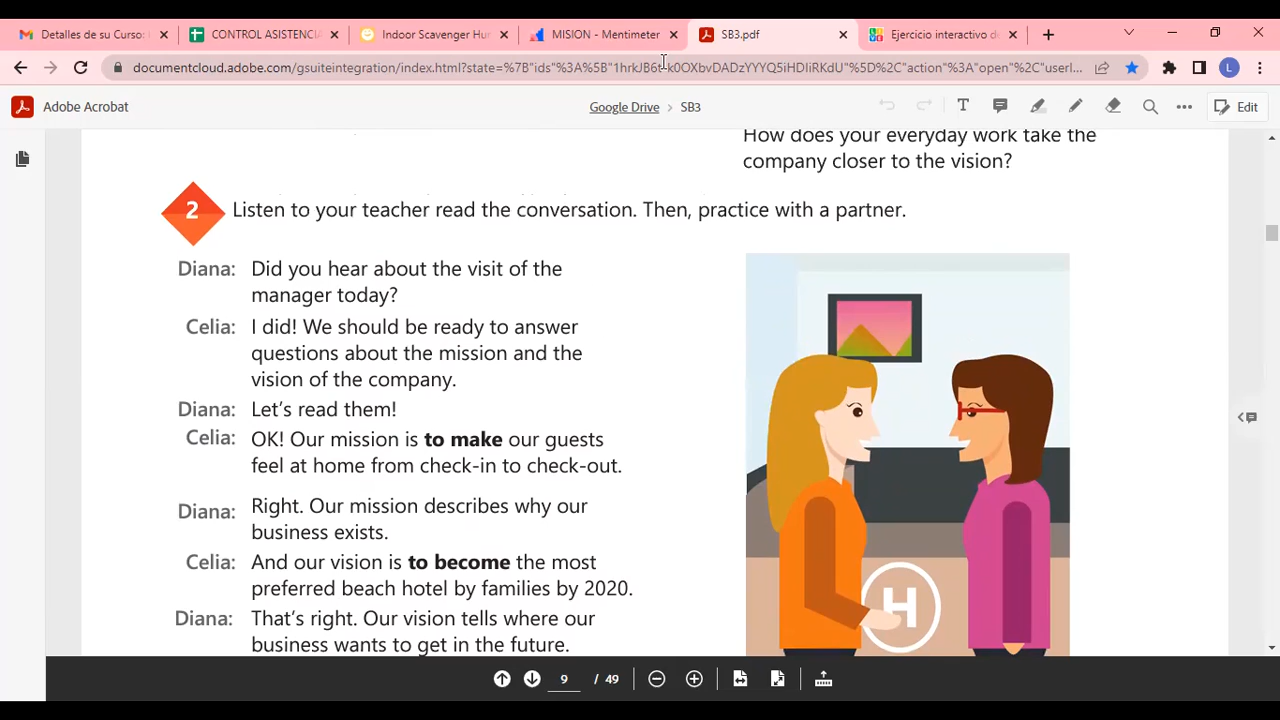 Detalles de su Curso: I
CONTROL ASISTENCIA
Indoor Scavenger Hun
MISION - Mentimeter
SB3.pdf
Ejercicio interactivo de
Adobe Acrobat
Google Drive > SB3
Edit
L
How does your everyday work take the
company closer to the vision?
2 Listen to your teacher read the conversation. Then, practice with a partner.
Diana: Did you hear about the visit of the
manager today?
Celia: I did! We should be ready to answer
questions about the mission and the
vision of the company.
Diana: Let's read them!
Celia: OK! Our mission is to make our guests
feel at home from check-in to check-out.
Diana: Right. Our mission describes why our
business exists.
Celia: And our vision is to become the most
preferred beach hotel by families by 2020.
Diana: That's right. Our vision tells where our
business wants to get in the future.
H
9 / 49